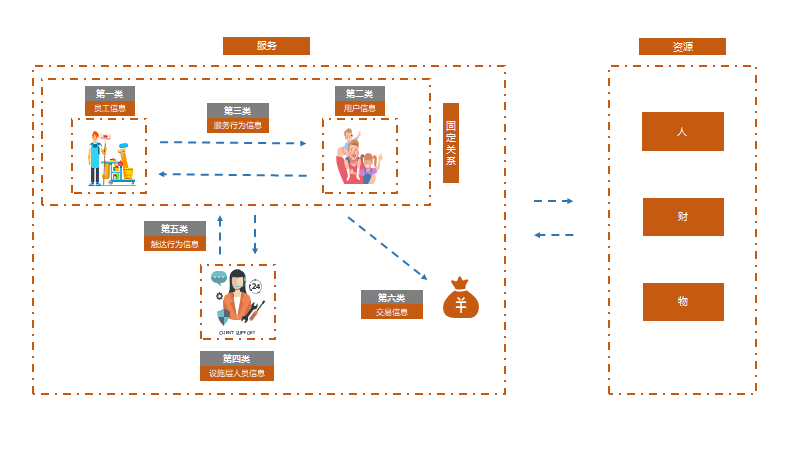 服务
资源
第一类
员工信息
第二类
用户信息
第三类
服务行为信息
固定关系
人
财
物
第五类
触达行为信息
24
CLIENT SUPPORT
第四类
设施层人员信息
第六类
交易信息
¥